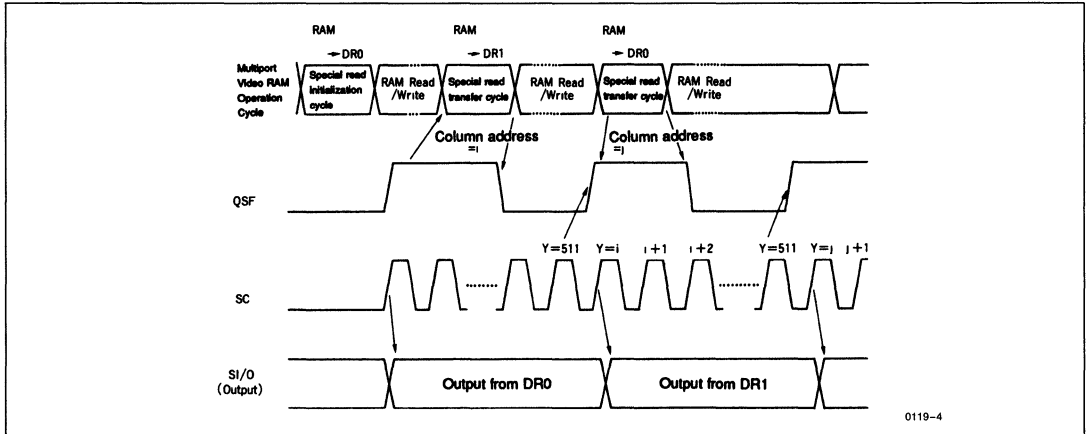 RAM RAM RAM
→ DR0 → DR1 → DR0
Multiport
Video RAM
Operation
Cycle
Special read
initialization
cycle
RAM Read
/Write
Special read
transfer cycle
RAM Read
/Write
Special read
transfer cycle
RAM Read
/Write
Column address
=i
Column address
=j
QSF
Y=511 Y=i i+1 i+2 Y=511 Y=j j+1
SC
SI/O
(Output)
Output from DR0
Output from DR1
0119-4